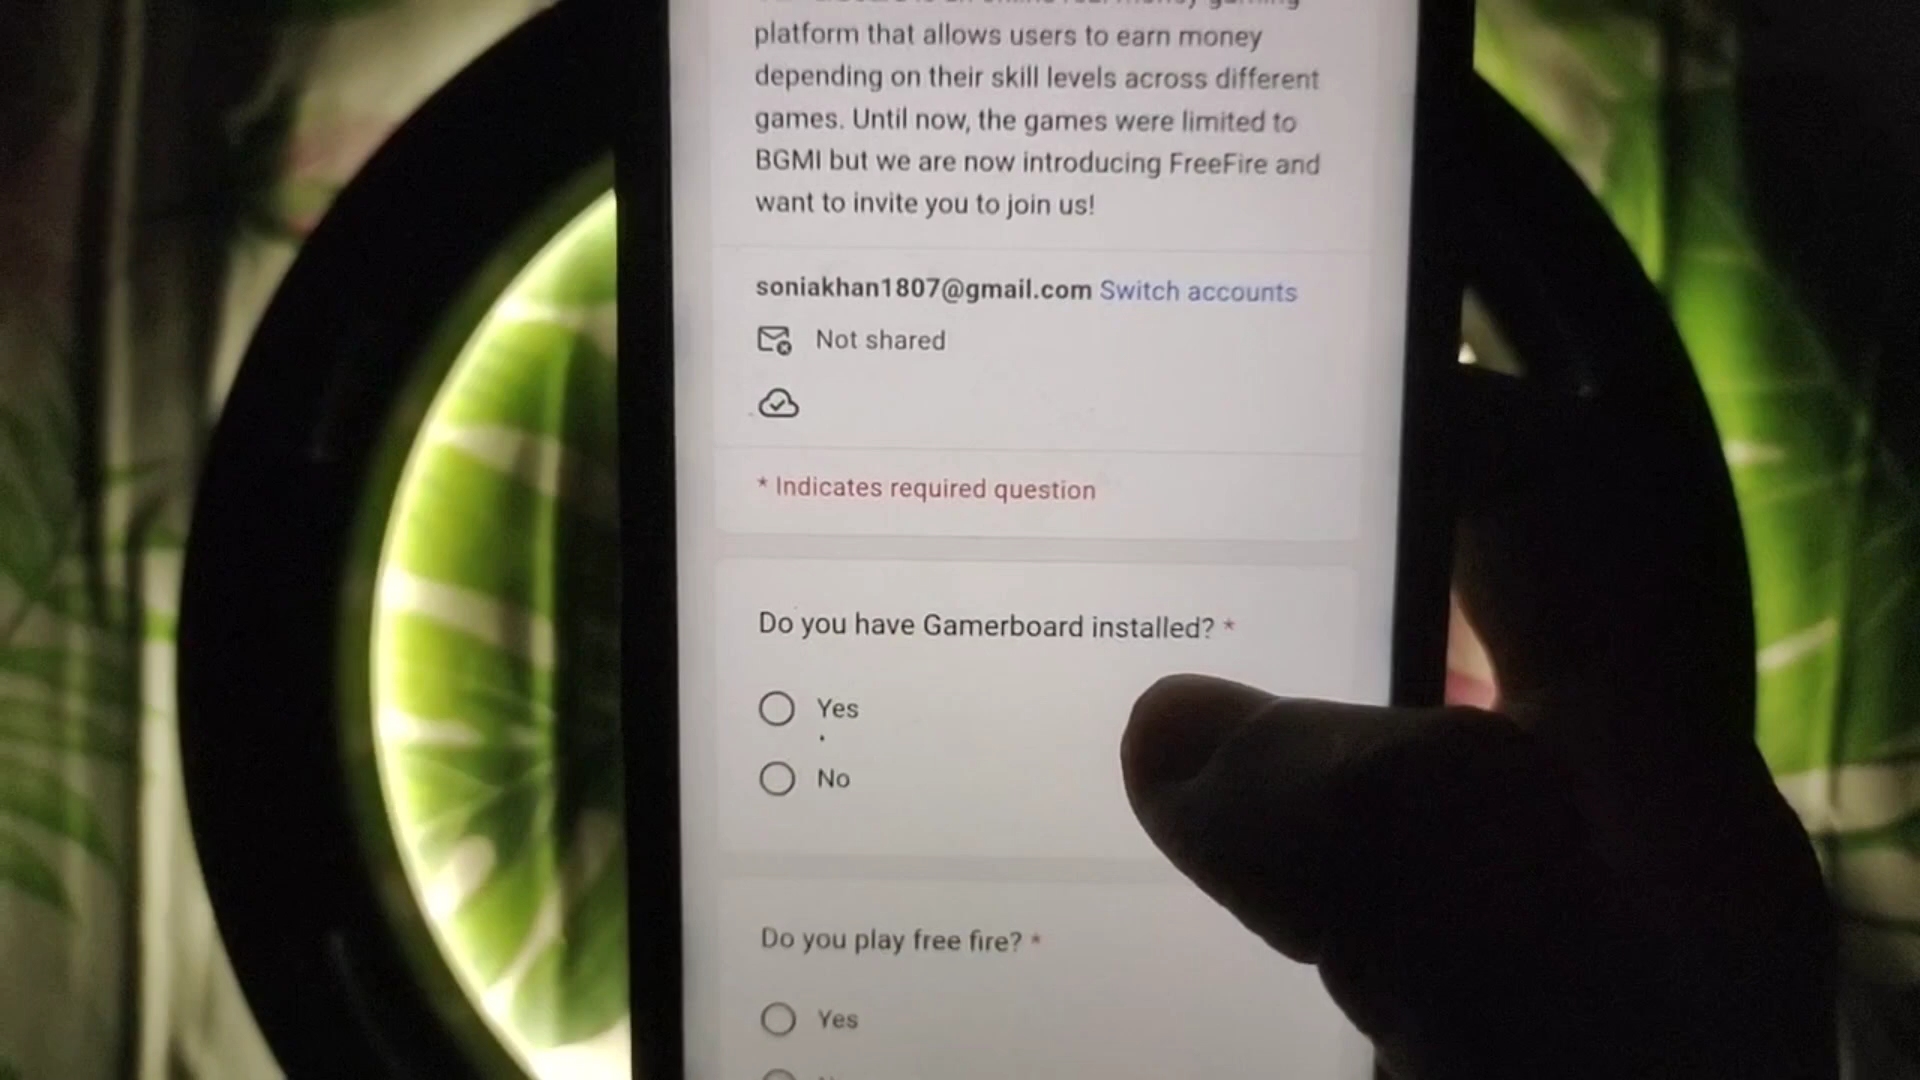 platform that allows users to earn money
depending on their skill levels across different
games. Until now, the games were limited to
BGMI but we are now introducing FreeFire and
want to invite you to join us!
soniakhan1807@gmail.com Switch accounts
Not shared
* Indicates required question
Do you have Gamerboard installed? *
Yes
No
Do you play free fire? *
Yes